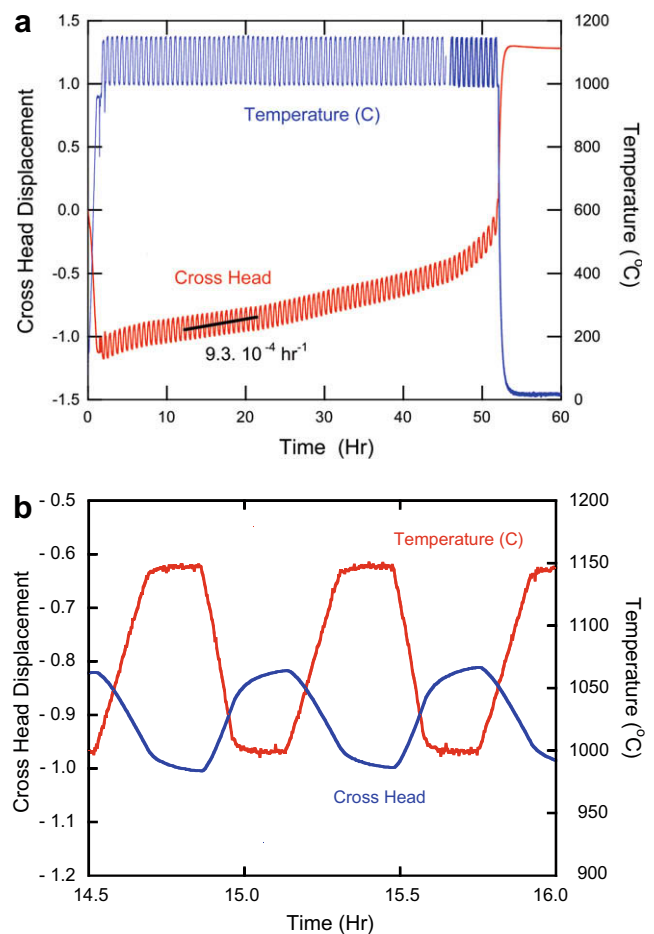 a
1.5
1.0
0.5
0.0
-0.5
-1.0
-1.5
Cross Head Displacement
Temperature (C)
Cross Head
9.3. 10⁻⁴ hr⁻¹
1200
1000
800
600
400
200
0
Temperature (°C)
0 10 20 30 40 50 60
Time (Hr)
b
- 0.5
- 0.6
- 0.7
- 0.8
- 0.9
- 1.0
- 1.1
- 1.2
Cross Head Displacement
Temperature (C)
Cross Head
1200
1150
1100
1050
1000
950
900
Temperature (°C)
14.5 15.0 15.5 16.0
Time (Hr)